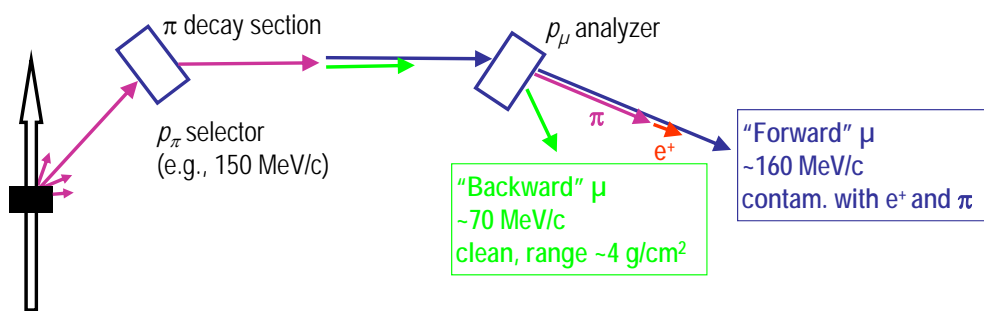 π decay section
p_μ analyzer
p_π selector
(e.g., 150 MeV/c)
π
e⁺
“Forward” μ
~160 MeV/c
contam. with e⁺ and π
“Backward” μ
~70 MeV/c
clean, range ~4 g/cm²